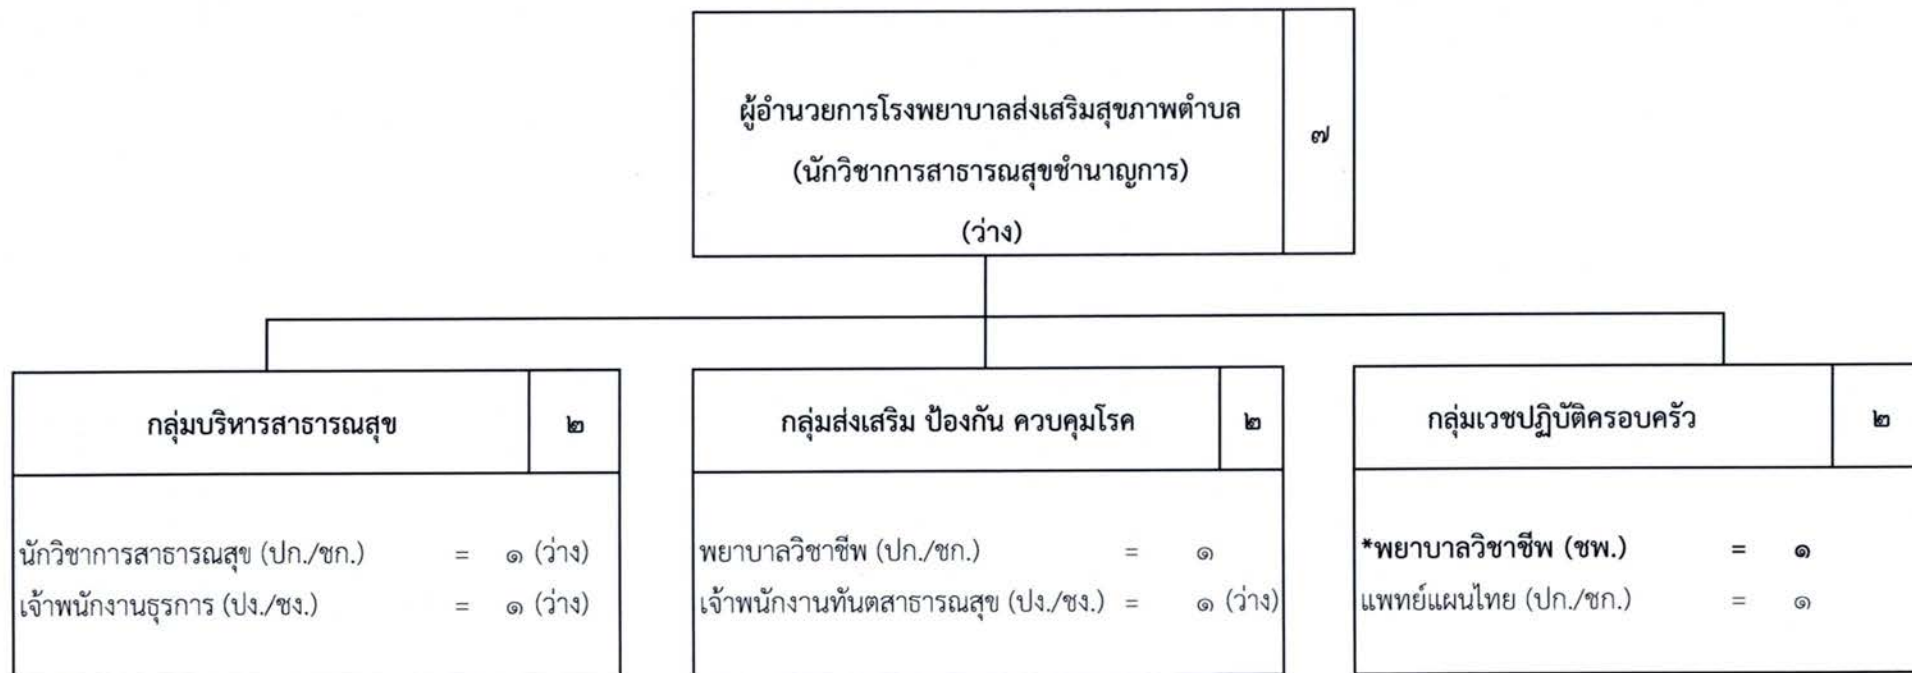 ผู้อำนวยการโรงพยาบาลส่งเสริมสุขภาพตำบล
(นักวิชาการสาธารณสุขชำนาญการ)
(ว่าง)
๗
กลุ่มบริหารสาธารณสุข ๒
นักวิชาการสาธารณสุข (ปก./ชก.) = ๑ (ว่าง)
เจ้าพนักงานธุรการ (ปง./ชง.) = ๑ (ว่าง)
กลุ่มส่งเสริม ป้องกัน ควบคุมโรค ๒
พยาบาลวิชาชีพ (ปก./ชก.) = ๑
เจ้าพนักงานทันตสาธารณสุข (ปง./ชง.) = ๑ (ว่าง)
กลุ่มเวชปฏิบัติครอบครัว ๒
*พยาบาลวิชาชีพ (ชพ.) = ๑
แพทย์แผนไทย (ปก./ชก.) = ๑